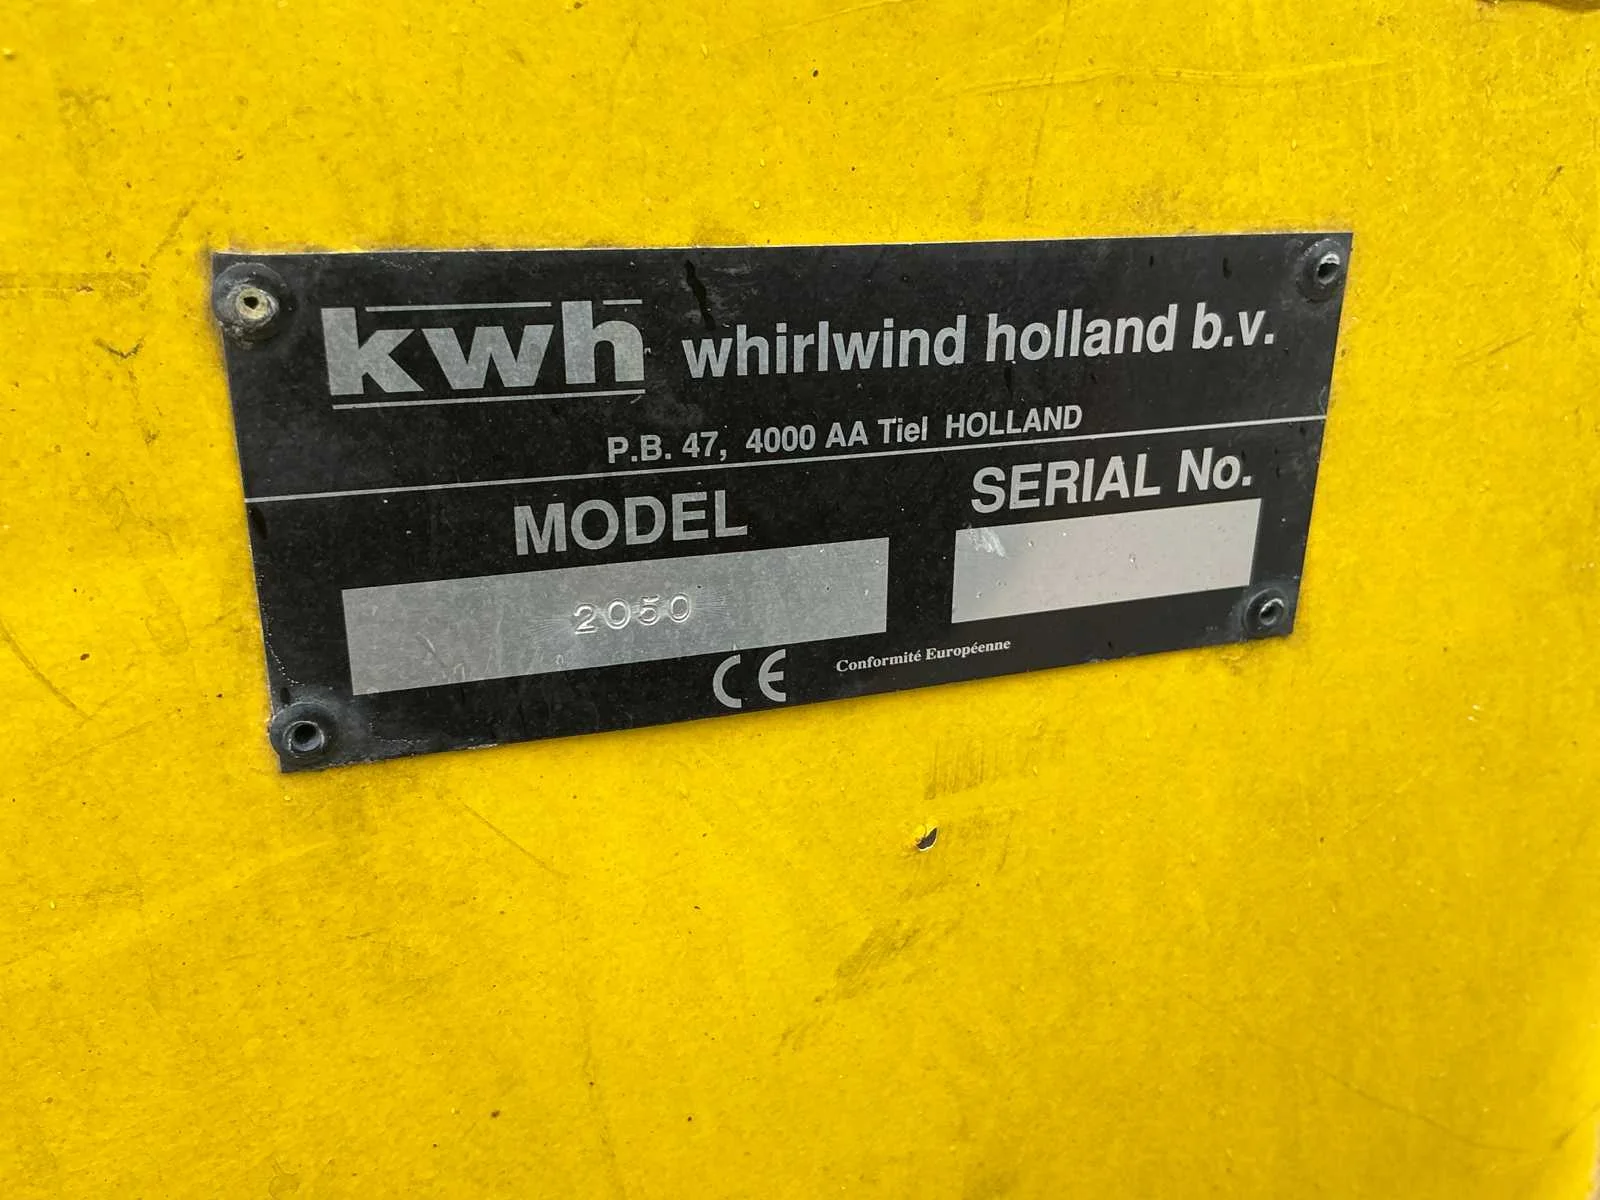 kwh whirlwind holland b.v.
P.B. 47, 4000 AA Tiel HOLLAND
MODEL SERIAL No.
2050
CE Conformité Européenne